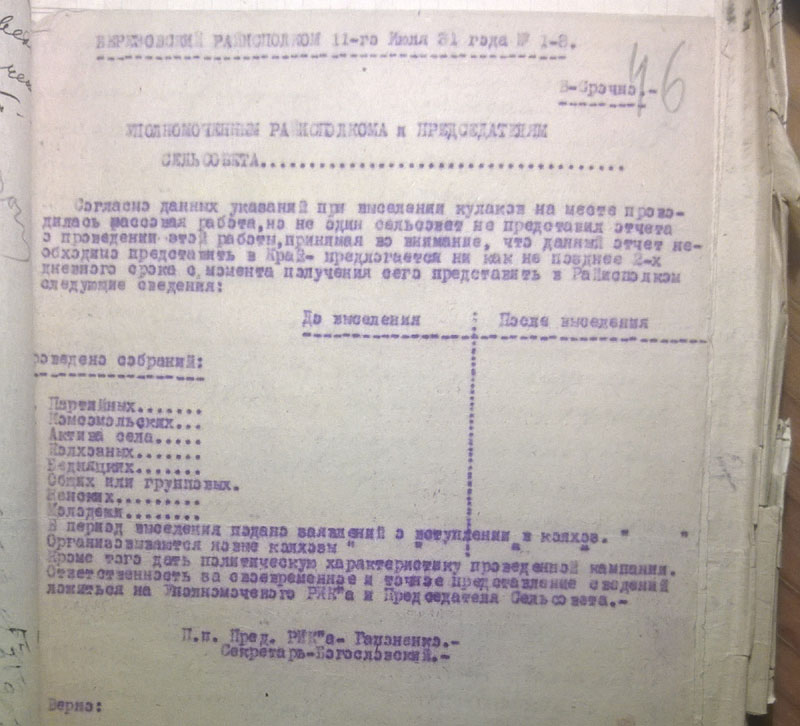 БЕРЕЗОВСКИЙ РАЙИСПОЛКОМ 11-го Июля 31 года № 1-8.
В-Срочно.-
46
УПОЛНОМОЧЕННЫМ РАЙИСПОЛКОМА и ПРЕДСЕДАТЕЛЯМ
СЕЛЬСОВЕТА...........................................
Согласно данных указаний при выселении кулаков на месте прово-
дилась массовая работа, но не один сельсовет не представил отчета
о проведении этой работы, принимая во внимание, что данный отчет не-
обходимо представить в Край- предлогается ни как не позднее 2-х
дневного срока с момента получения сего представить в Райисполком
следующие сведения:
До выселения : После выселения
роведено собраний:
Партийных.......
Комсомольских...
Актива села.....
Колхозных.......
Бедняцких.......
Общих или групповых.
Женских.........
Молодежи........
В период выселения подано заявлений о вступлении в колхоз. " "
Организовываются новые колхозы " " " "
Кроме того дать политическую характеристику проведенной кампании.
Ответственность за своевременное и точное представление сведений
ложиться на Уполномоченого РИК"а и Председателя Сельсовета.-
П.п. Пред. РИК"а- Гапоненко.-
Секретарь-Богословский.-
Верно: